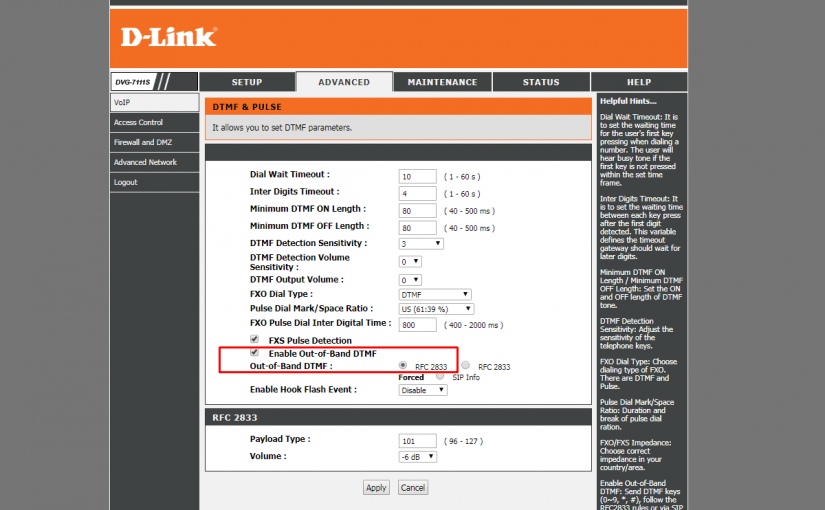 D-Link
DVG-7111S
SETUP
ADVANCED
MAINTENANCE
STATUS
HELP
VoIP
Access Control
Firewall and DMZ
Advanced Network
Logout
DTMF & PULSE
It allows you to set DTMF parameters.
Dial Wait Timeout : 10 ( 1 - 60 s )
Inter Digits Timeout : 4 ( 1 - 60 s )
Minimum DTMF ON Length : 80 ( 40 - 500 ms )
Minimum DTMF OFF Length : 80 ( 40 - 500 ms )
DTMF Detection Sensitivity : 3
DTMF Detection Volume
Sensitivity : 0
DTMF Output Volume : 0
FXO Dial Type : DTMF
Pulse Dial Mark/Space Ratio : US (61:39 %)
FXO Pulse Dial Inter Digital Time : 800 ( 400 - 2000 ms )
FXS Pulse Detection
Enable Out-of-Band DTMF
Out-of-Band DTMF : RFC 2833 RFC 2833
Forced SIP Info
Enable Hook Flash Event : Disable
RFC 2833
Payload Type : 101 ( 96 - 127 )
Volume : -6 dB
Apply Cancel
Helpful Hints...
Dial Wait Timeout: It is
to set the waiting time
for the user's first key
pressing when dialing a
number. The user will
hear busy tone if the
first key is not pressed
within the set time
frame.
Inter Digits Timeout: It
is to set the waiting time
between each key press
after the first digit
detected. This variable
defines the timeout
gateway should wait for
later digits.
Minimum DTMF ON
Length / Minimum DTMF
OFF Length: Set the ON
and OFF length of DTMF
tone.
DTMF Detection
Sensitivity: Adjust the
sensitivity of the
telephone keys.
FXO Dial Type: Choose
dialing type of FXO.
There are DTMF and
Pulse.
Pulse Dial Mark/Space
Ratio: Duration and
break of pulse dial
ration.
FXO/FXS Impedance:
Choose correct
impedance in your
country/area.
Enable Out-of-Band
DTMF: Send DTMF keys
(0~9, *, #), follow the
RFC2833 rules or via SIP